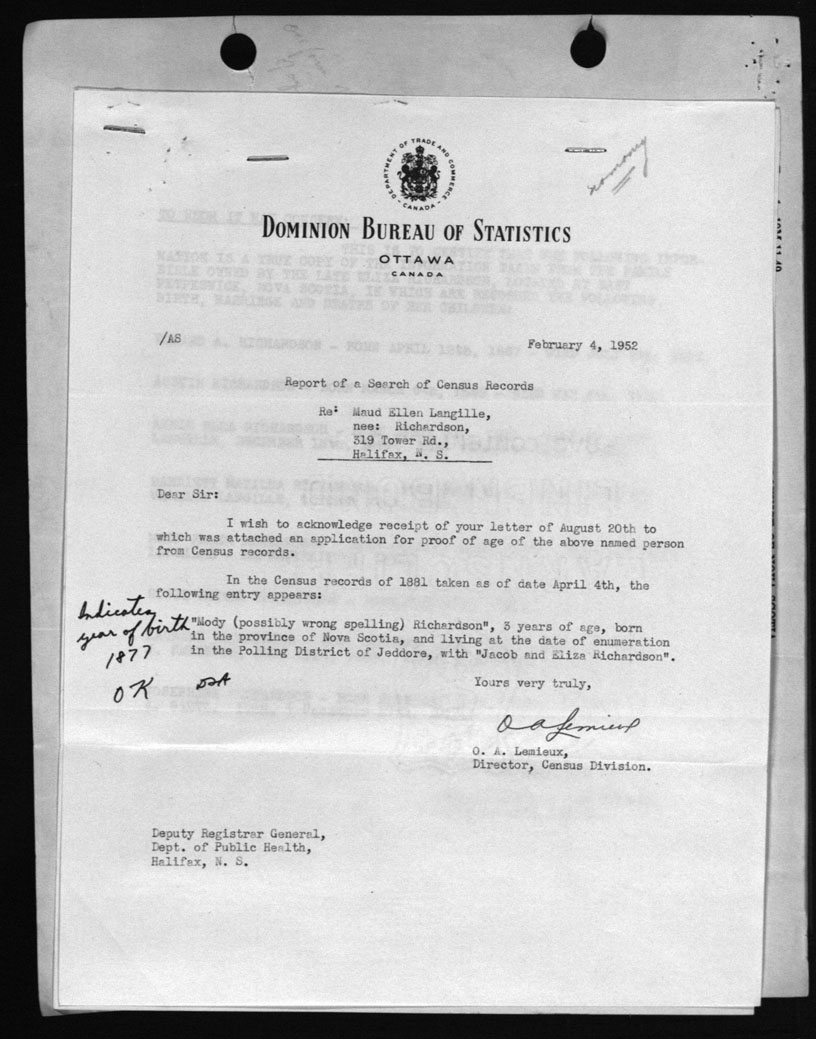 DEPARTMENT OF TRADE AND COMMERCE
CANADA
DOMINION BUREAU OF STATISTICS
OTTAWA
CANADA
/AS
February 4, 1952
Report of a Search of Census Records
Re: Maud Ellen Langille,
nee: Richardson,
319 Tower Rd.,
Halifax, N. S.
Dear Sir:
I wish to acknowledge receipt of your letter of August 20th to
which was attached an application for proof of age of the above named person
from Census records.
In the Census records of 1881 taken as of date April 4th, the
following entry appears:
"Mody (possibly wrong spelling) Richardson", 3 years of age, born
in the province of Nova Scotia, and living at the date of enumeration
in the Polling District of Jeddore, with "Jacob and Eliza Richardson".
Indicates
year of birth
1877
OK
Yours very truly,
O A Lemieux
O. A. Lemieux,
Director, Census Division.
Deputy Registrar General,
Dept. of Public Health,
Halifax, N. S.